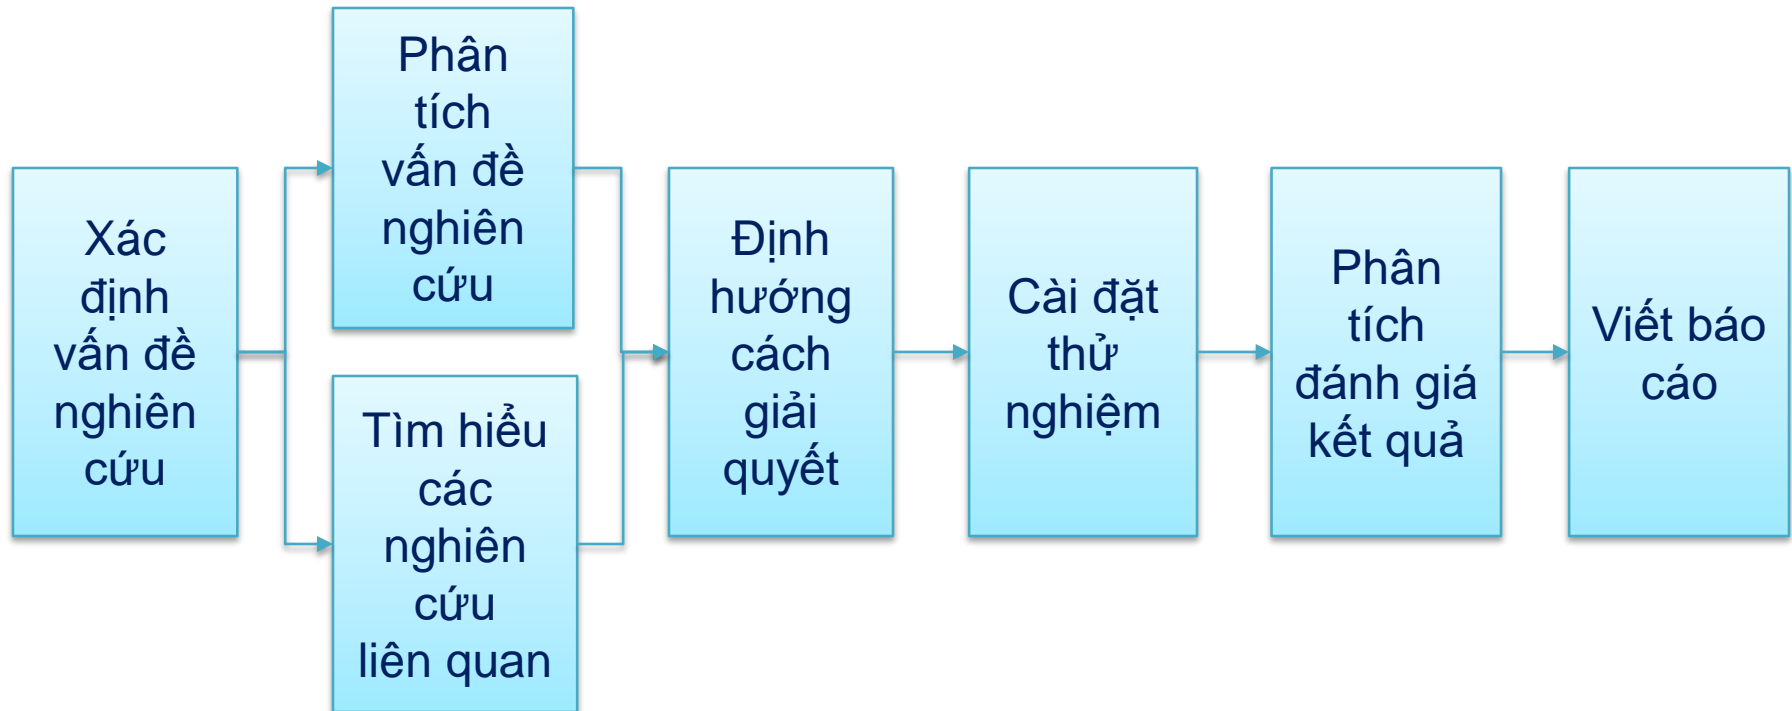 Xác
định
vấn đề
nghiên
cứu
Phân
tích
vấn đề
nghiên
cứu
Tìm hiểu
các
nghiên
cứu
liên quan
Định
hướng
cách
giải
quyết
Cài đặt
thử
nghiệm
Phân
tích
đánh giá
kết quả
Viết báo
cáo